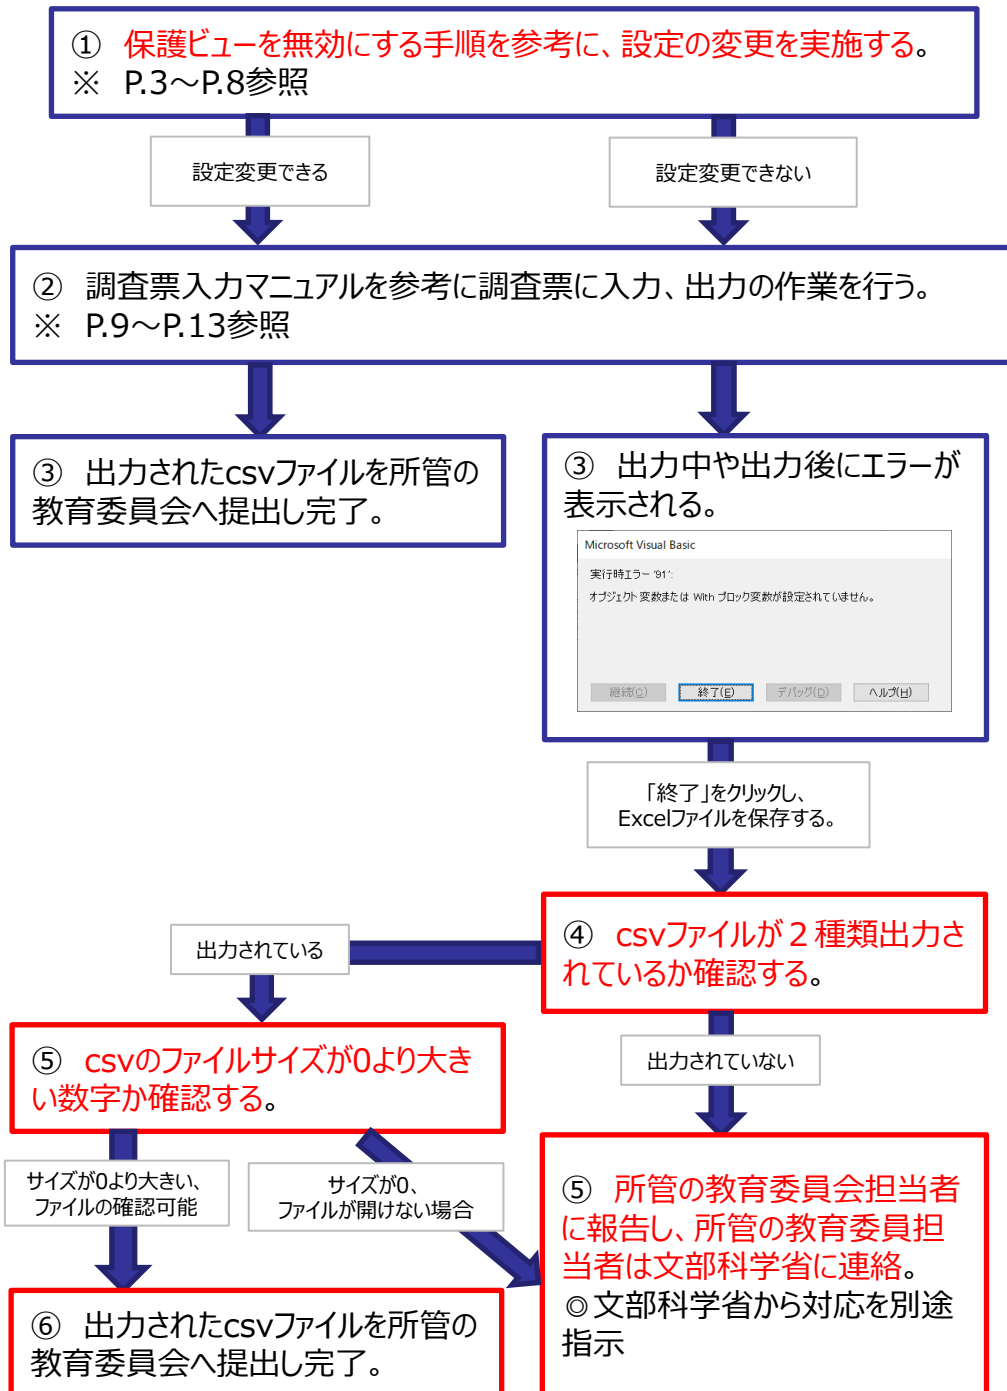 ① 保護ビューを無効にする手順を参考に、設定の変更を実施する。
※ P.3～P.8参照
設定変更できる
設定変更できない
② 調査票入力マニュアルを参考に調査票に入力、出力の作業を行う。
※ P.9～P.13参照
③ 出力されたcsvファイルを所管の
教育委員会へ提出し完了。
③ 出力中や出力後にエラーが
表示される。
Microsoft Visual Basic
実行時エラー '91':
オブジェクト変数または With ブロック変数が設定されていません。
継続(C)
終了(E)
デバッグ(D)
ヘルプ(H)
「終了」をクリックし、
Excelファイルを保存する。
④ csvファイルが２種類出力さ
れているか確認する。
出力されている
出力されていない
⑤ csvのファイルサイズが0より大き
い数字か確認する。
サイズが0より大きい、
ファイルの確認可能
サイズが0、
ファイルが開けない場合
⑤ 所管の教育委員会担当者
に報告し、所管の教育委員担
当者は文部科学省に連絡。
◎文部科学省から対応を別途
指示
⑥ 出力されたcsvファイルを所管の
教育委員会へ提出し完了。